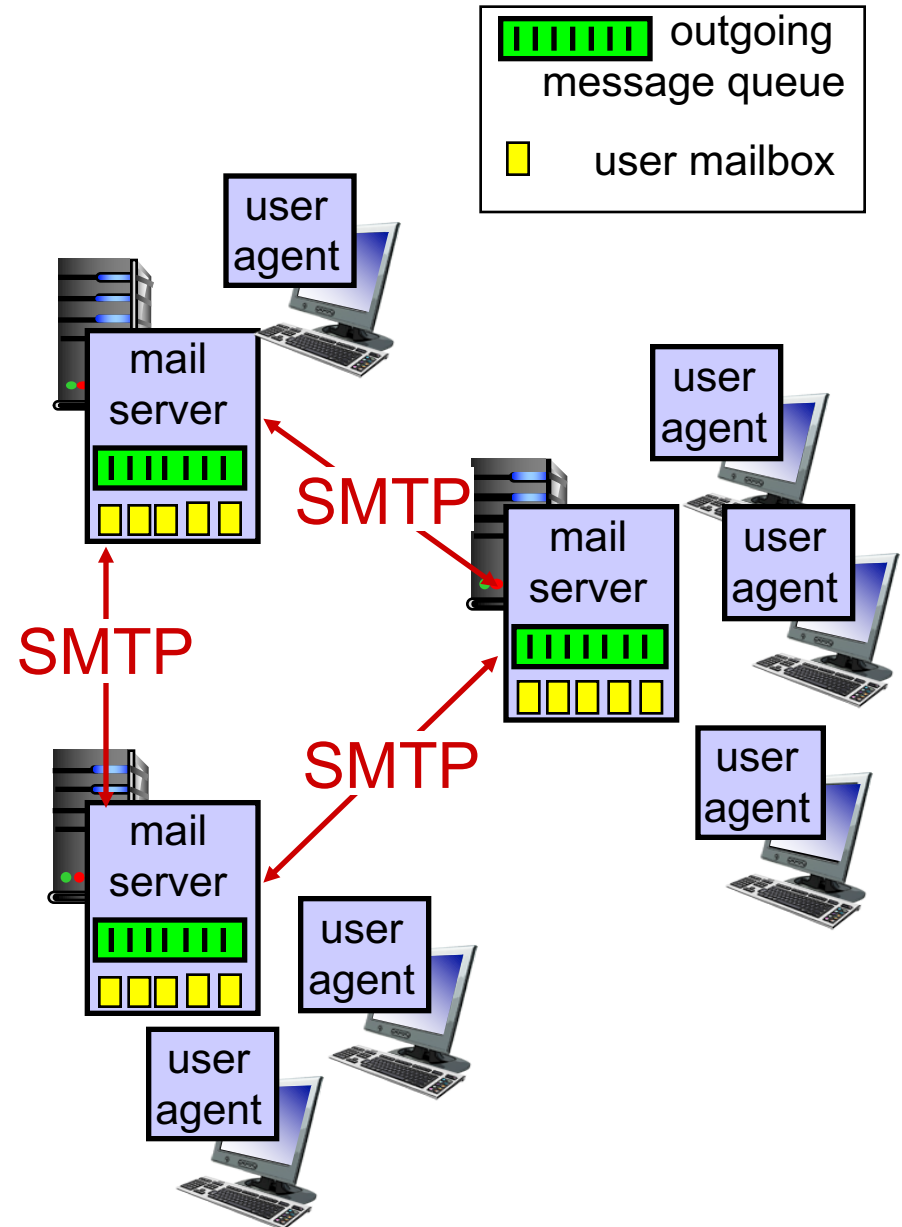 outgoing
message queue
user mailbox
user
agent
mail
server
user
agent
SMTP
mail
server
user
agent
SMTP
SMTP
user
agent
mail
server
user
agent
user
agent